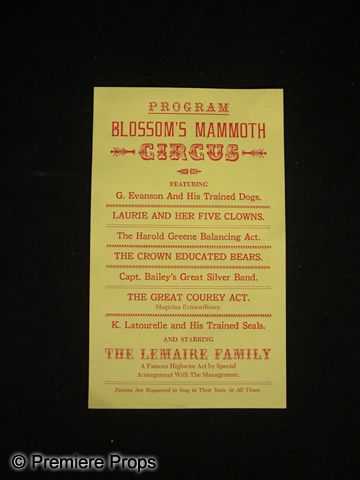 PROGRAM
BLOSSOM'S MAMMOTH
CIRCUS
FEATURING
G. Evanson And His Trained Dogs.
LAURIE AND HER FIVE CLOWNS.
The Harold Greene Balancing Act.
THE CROWN EDUCATED BEARS.
Capt. Bailey's Great Silver Band.
THE GREAT COUREY ACT.
Magician Extraordinary.
K. Latourelle and His Trained Seals.
AND STARRING
THE LEMAIRE FAMILY
A Famous Highwire Act by Special
Arrangement With The Management.
Patrons Are Requested to Stay in Their Seats At All Times.
© Premiere Props